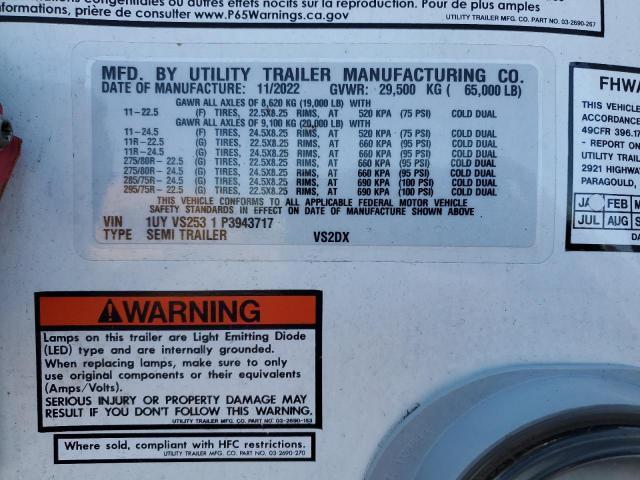 ou autres effets nocifs sur la reproduction. Pour de plus amples
informations, prière de consulter www.P65Warnings.ca.gov
UTILITY TRAILER MFG. CORP. PART NO. 03-2690-267
MFD. BY UTILITY TRAILER MANUFACTURING CO.
DATE OF MANUFACTURE: 11/2022 GVWR: 29,500 KG ( 65,000 LB)
GAWR ALL AXLES OF 8,620 KG (19,000 LB) WITH
11-22.5 (F) TIRES, 22.5X8.25 RIMS, AT 520 KPA (75 PSI) COLD DUAL
GAWR ALL AXLES OF 9,100 KG (20,000 LB) WITH
11-24.5 (F) TIRES, 24.5X8.25 RIMS, AT 520 KPA (75 PSI) COLD DUAL
11R-22.5 (G) TIRES, 22.5X8.25 RIMS, AT 660 KPA (95 PSI) COLD DUAL
11R-24.5 (G) TIRES, 24.5X8.25 RIMS, AT 660 KPA (95 PSI) COLD DUAL
275/80R-22.5 (G) TIRES, 22.5X8.25 RIMS, AT 660 KPA (95 PSI) COLD DUAL
275/80R-24.5 (G) TIRES, 24.5X8.25 RIMS, AT 660 KPA (95 PSI) COLD DUAL
285/75R-24.5 (G) TIRES, 24.5X8.25 RIMS, AT 690 KPA (100 PSI) COLD DUAL
295/75R-22.5 (G) TIRES, 22.5X8.25 RIMS, AT 690 KPA (100 PSI) COLD DUAL
THIS VEHICLE CONFORMS TO ALL APPLICABLE FEDERAL MOTOR VEHICLE
SAFETY STANDARDS IN EFFECT ON DATE OF MANUFACTURE SHOWN ABOVE
VIN 1UY VS253 1 P3943717
TYPE SEMI TRAILER VS2DX
FHWA
THIS VEHICLE
ACCORDANCE
49CFR 396.1
- REPORT ON
UTILITY TRAI
2921 HIGHWAY
PARAGOULD,
JA FEB M
JUL AUG S
DA
WARNING
Lamps on this trailer are Light Emitting Diode
(LED) type and are internally grounded.
When replacing lamps, make sure to only
use original components or their equivalents
(Amps/Volts).
SERIOUS INJURY OR PROPERTY DAMAGE MAY
RESULT IF YOU DON'T FOLLOW THIS WARNING.
UTILITY TRAILER MFG. CO. PART NO. 03-2690-153
Where sold, compliant with HFC restrictions.
UTILITY TRAILER MFG. CO. PART NO. 03-2690-270